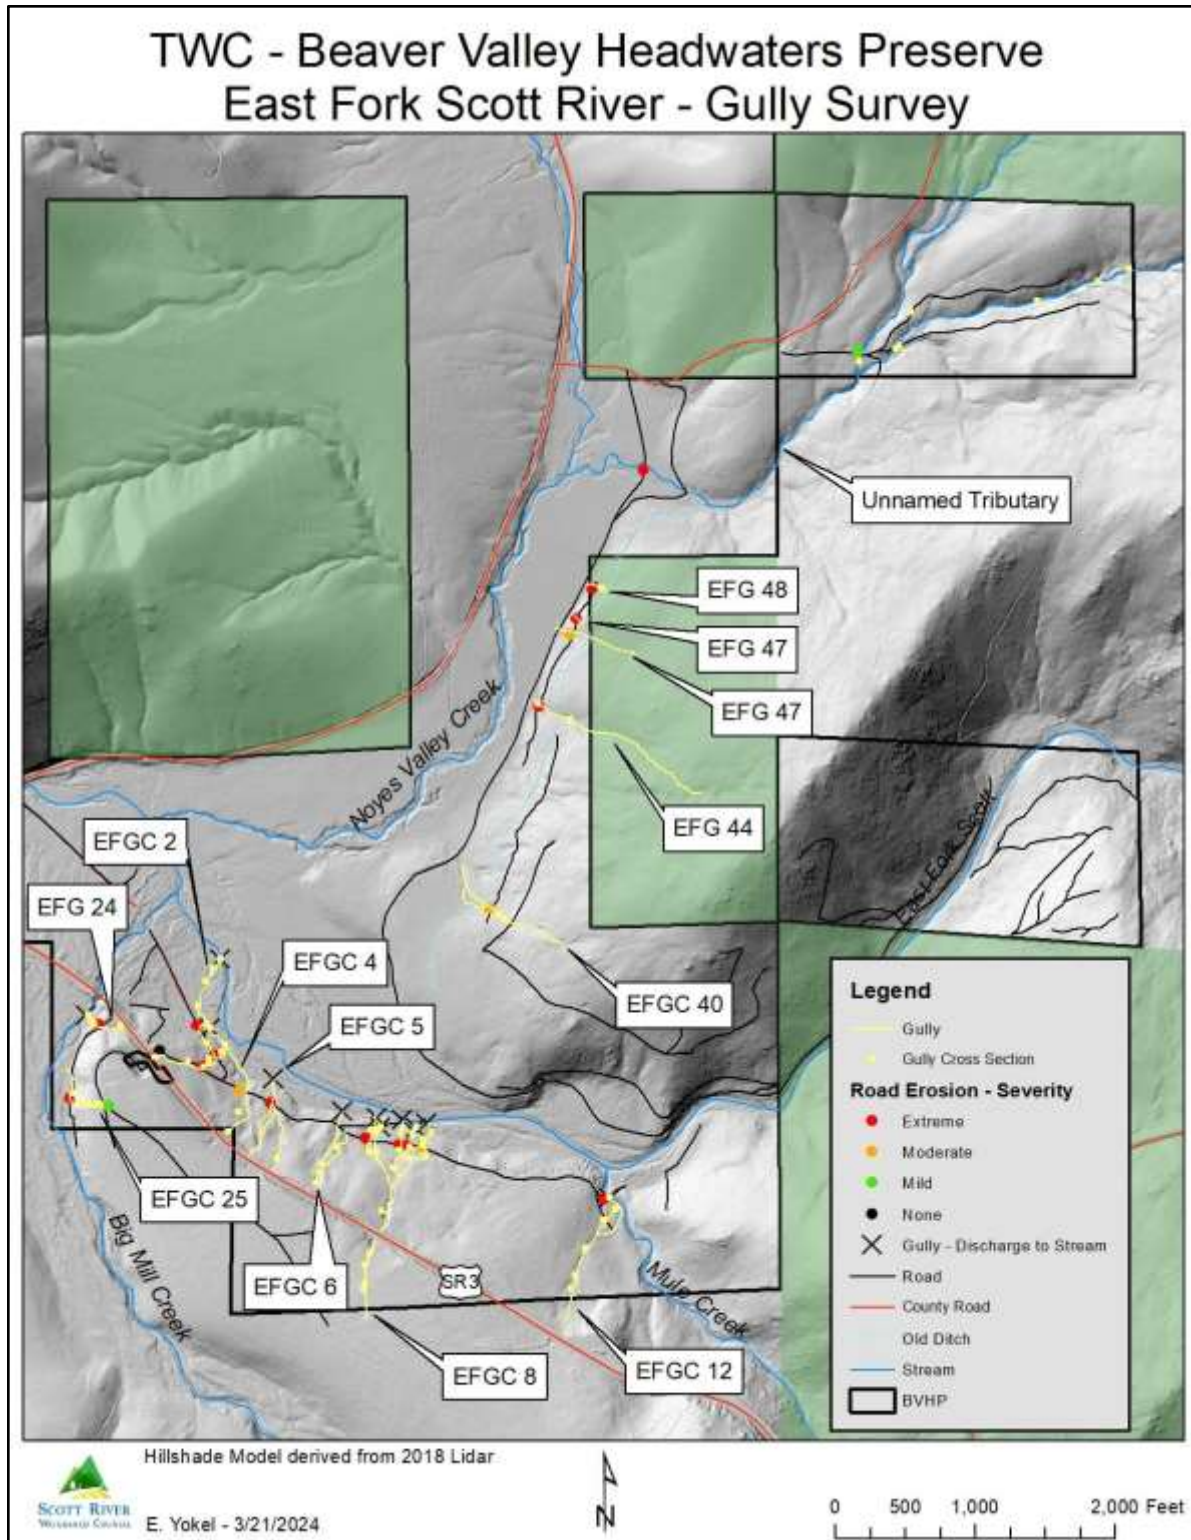 TWC - Beaver Valley Headwaters Preserve
East Fork Scott River - Gully Survey
Unnamed Tributary
EFG 48
EFG 47
EFG 47
Noyes Valley Creek
EFG 44
EFGC 2
EFG 24
East Fork Scott
EFGC 4
EFGC 40
EFGC 5
EFGC 25
Big Mill Creek
EFGC 6
SR3
Mule Creek
EFGC 8
EFGC 12
Legend
Gully
Gully Cross Section
Road Erosion - Severity
Extreme
Moderate
Mild
None
Gully - Discharge to Stream
Road
County Road
Old Ditch
Stream
BVHP
Hillshade Model derived from 2018 Lidar
SCOTT RIVER
WATERSHED COUNCIL
E. Yokel - 3/21/2024
N
0 500 1,000 2,000 Feet